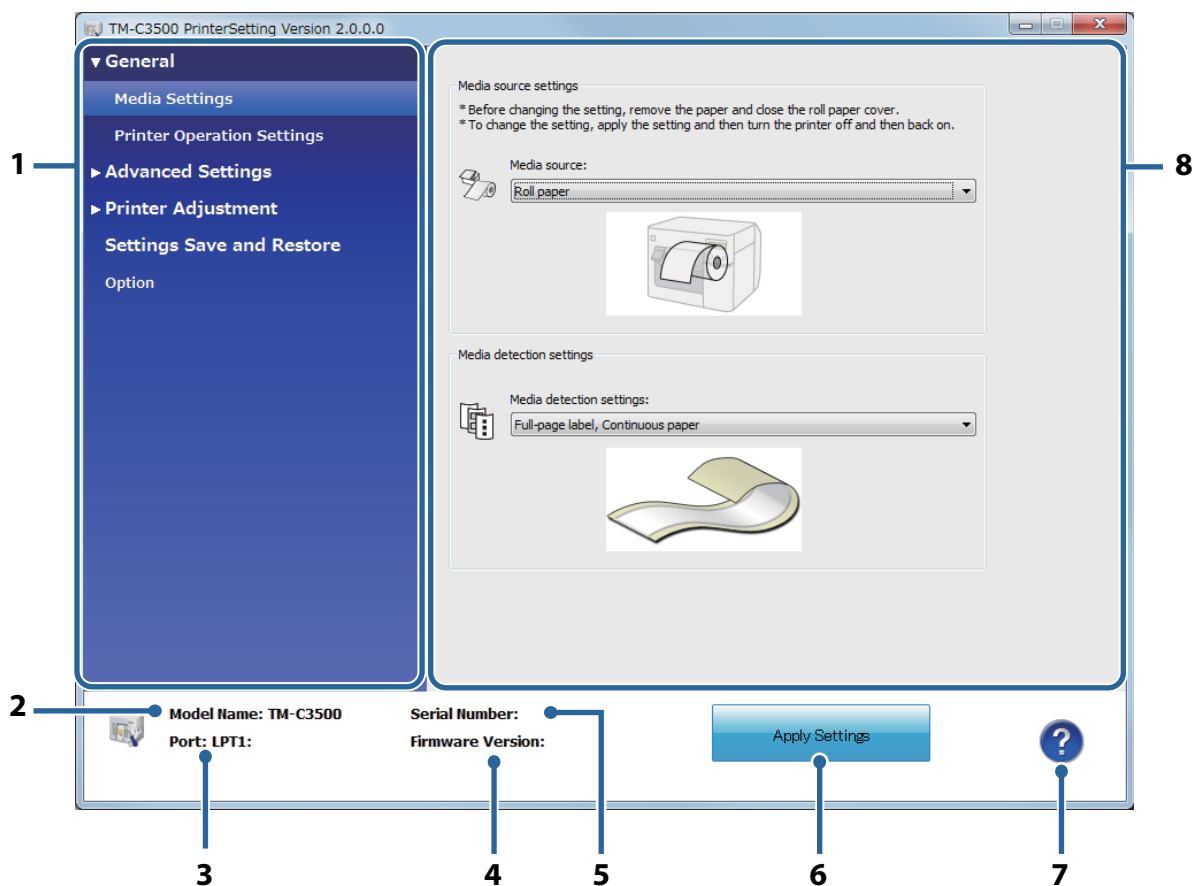 TM-C3500 PrinterSetting Version 2.0.0.0
▼ General
Media Settings
Printer Operation Settings
▶ Advanced Settings
▶ Printer Adjustment
Settings Save and Restore
Option
1
Media source settings
* Before changing the setting, remove the paper and close the roll paper cover.
* To change the setting, apply the setting and then turn the printer off and then back on.
Media source:
Roll paper
8
Media detection settings
Media detection settings:
Full-page label, Continuous paper
2
Model Name: TM-C3500
Port: LPT1:
Serial Number:
Firmware Version:
Apply Settings
?
3
4
5
6
7